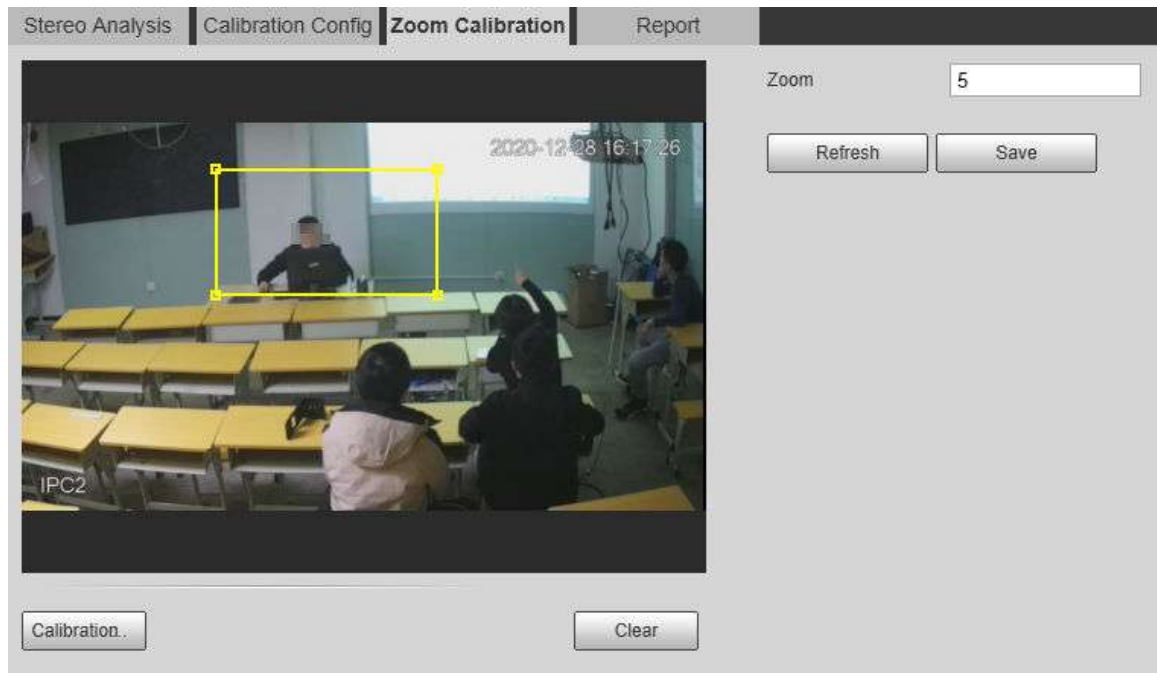 Stereo Analysis Calibration Config Zoom Calibration Report
Zoom 5
2020-12-28 16:17:26
Refresh Save
IPC2
Calibration..
Clear